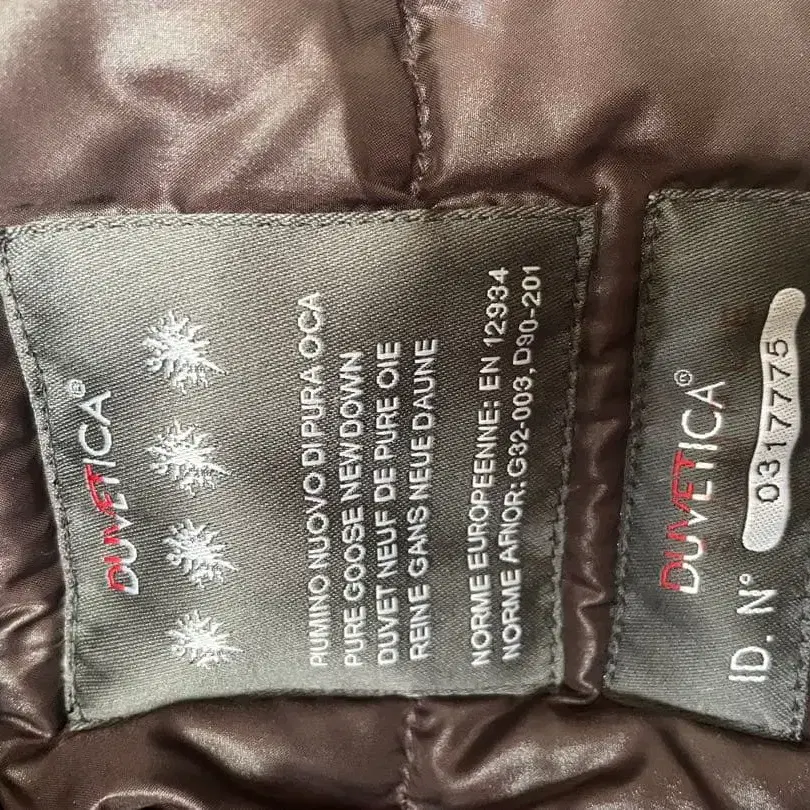 DUVETICA®
PIUMINO NUOVO DI PURA OCA
PURE GOOSE NEW DOWN
DUVET NEUF DE PURE OIE
REINE GANS NEUE DAUNE
NORME EUROPEENNE: EN 12934
NORME AFIOR: G32-003, D90-201
DUVETICA®
ID. N° 0317775